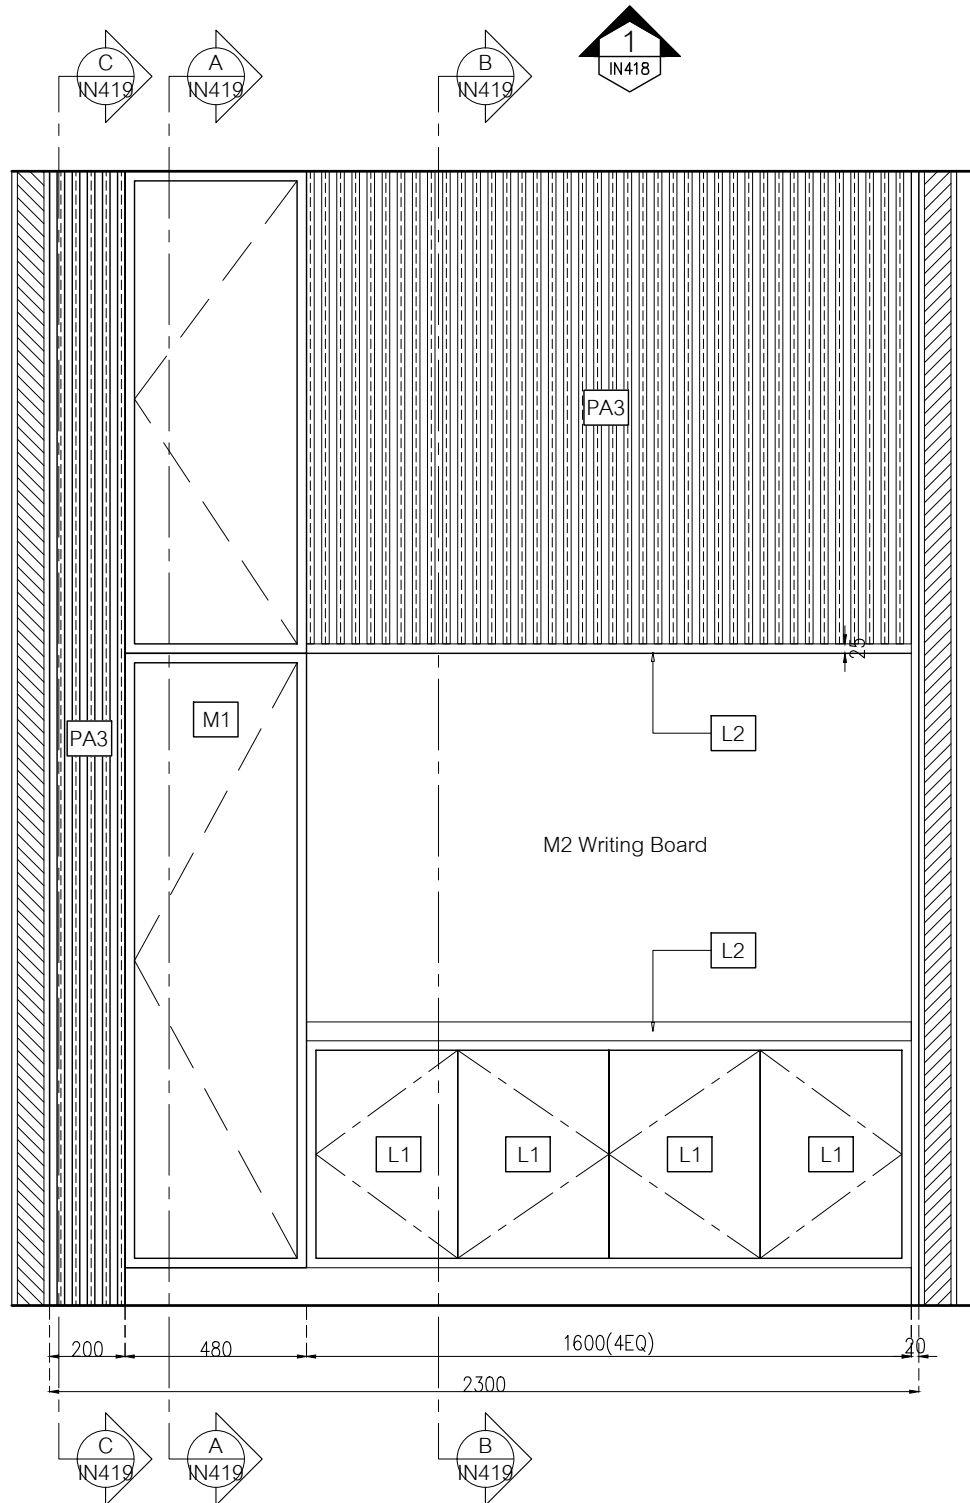 C
IN419
A
IN419
B
IN419
1
IN418
PA3
25
M1
L2
PA3
M2 Writing Board
L2
L1
L1
L1
L1
200
480
1600(4EQ)
20
2300
C
IN419
A
IN419
B
IN419